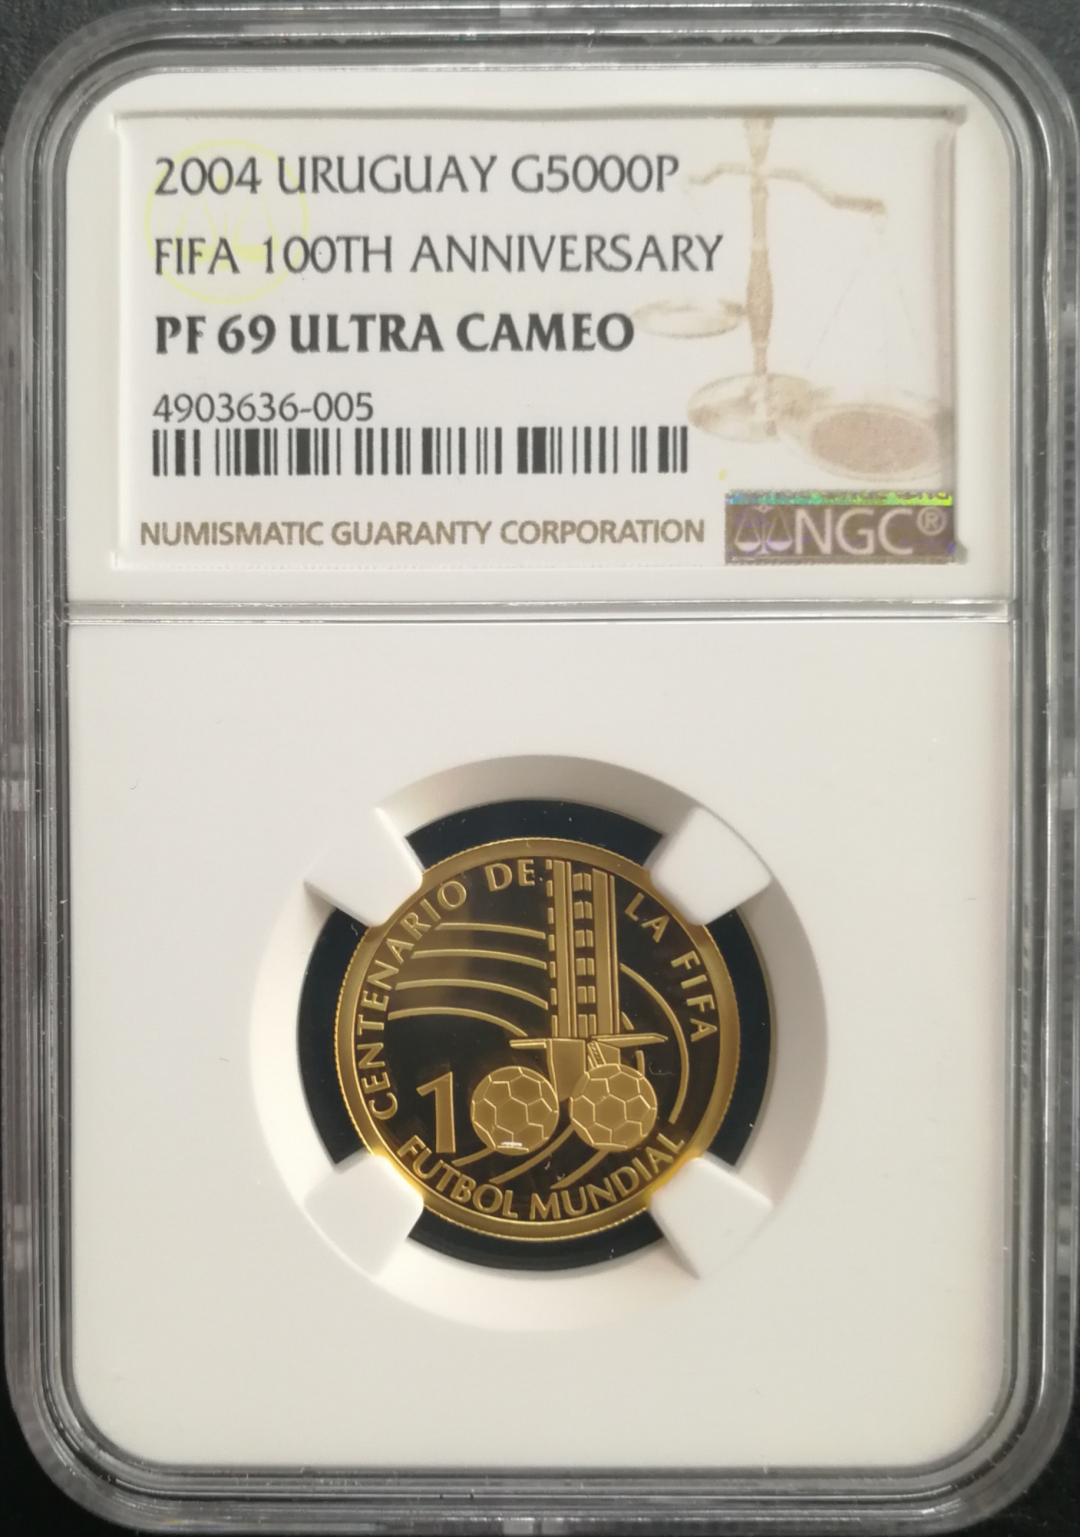 2004 URUGUAY G5000P
FIFA 100TH ANNIVERSARY
PF 69 ULTRA CAMEO
4903636-005
NUMISMATIC GUARANTY CORPORATION
NGC®
CENTENARIO DE LA FIFA
1
FUTBOL MUNDIAL